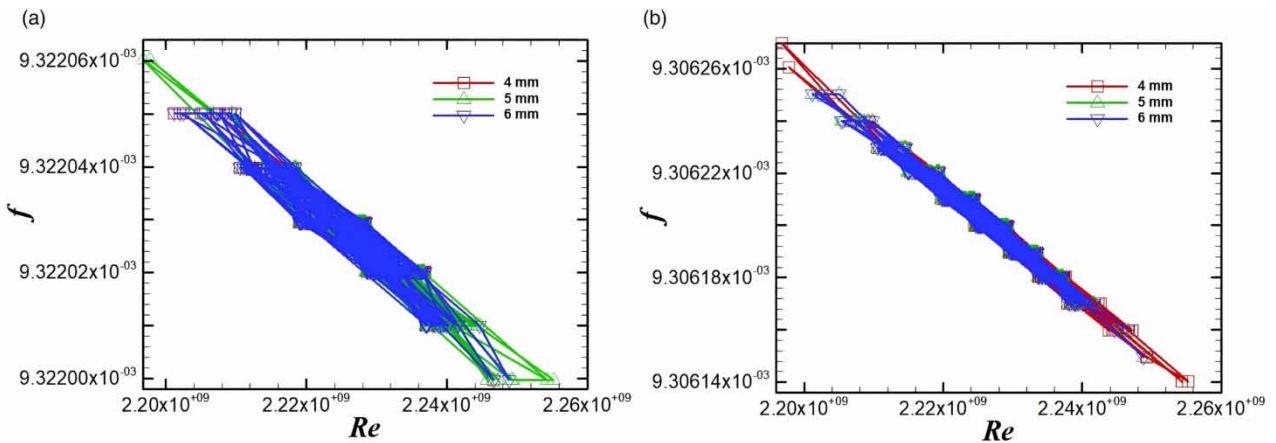 (a)
9.32206x10-03
9.32204x10-03
9.32202x10-03
9.32200x10-03
f
4 mm
5 mm
6 mm
2.20x10+09
2.22x10+09
2.24x10+09
2.26x10+09
Re
(b)
9.30626x10-03
9.30622x10-03
9.30618x10-03
9.30614x10-03
f
4 mm
5 mm
6 mm
2.20x10+09
2.22x10+09
2.24x10+09
2.26x10+09
Re